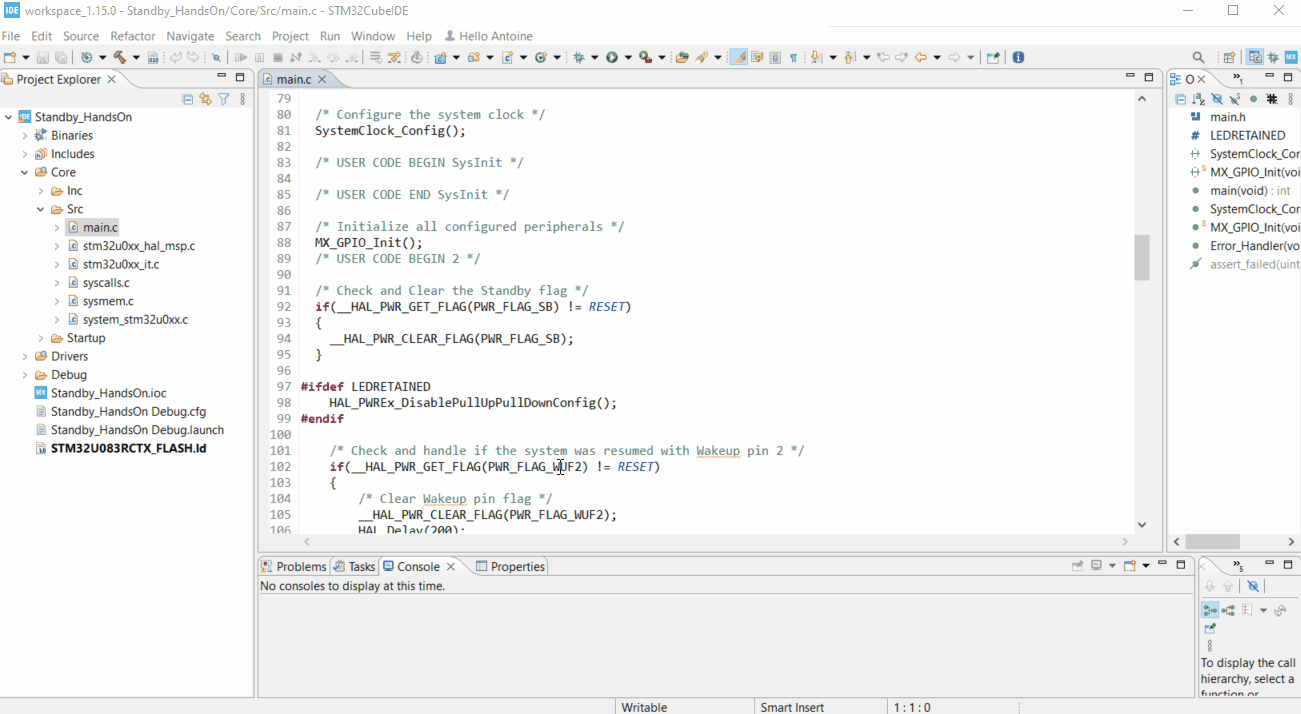 IDE workspace_1.15.0 - Standby_HandsOn/Core/Src/main.c - STM32CubeIDE
File Edit Source Refactor Navigate Search Project Run Window Help Hello Antoine
Project Explorer
Standby_HandsOn
Binaries
Includes
Core
Inc
Src
main.c
stm32u0xx_hal_msp.c
stm32u0xx_it.c
syscalls.c
sysmem.c
system_stm32u0xx.c
Startup
Drivers
Debug
Standby_HandsOn.ioc
Standby_HandsOn Debug.cfg
Standby_HandsOn Debug.launch
STM32U083RCTX_FLASH.ld
main.c
79
80 /* Configure the system clock */
81 SystemClock_Config();
82
83 /* USER CODE BEGIN SysInit */
84
85 /* USER CODE END SysInit */
86
87 /* Initialize all configured peripherals */
88 MX_GPIO_Init();
89 /* USER CODE BEGIN 2 */
90
91 /* Check and Clear the Standby flag */
92 if(__HAL_PWR_GET_FLAG(PWR_FLAG_SB) != RESET)
93 {
94 __HAL_PWR_CLEAR_FLAG(PWR_FLAG_SB);
95 }
96
97 #ifdef LEDRETAINED
98 HAL_PWREx_DisablePullUpPullDownConfig();
99 #endif
100
101 /* Check and handle if the system was resumed with Wakeup pin 2 */
102 if(__HAL_PWR_GET_FLAG(PWR_FLAG_WUF2) != RESET)
103 {
104 /* Clear Wakeup pin flag */
105 __HAL_PWR_CLEAR_FLAG(PWR_FLAG_WUF2);
106 HAL_Delay(200);
O
main.h
LEDRETAINED
SystemClock_Cor
MX_GPIO_Init(voi
main(void) : int
SystemClock_Cor
MX_GPIO_Init(voi
Error_Handler(vo
assert_failed(uint
Problems Tasks Console Properties
No consoles to display at this time.
To display the call
hierarchy, select a
function or
Writable Smart Insert 1 : 1 : 0